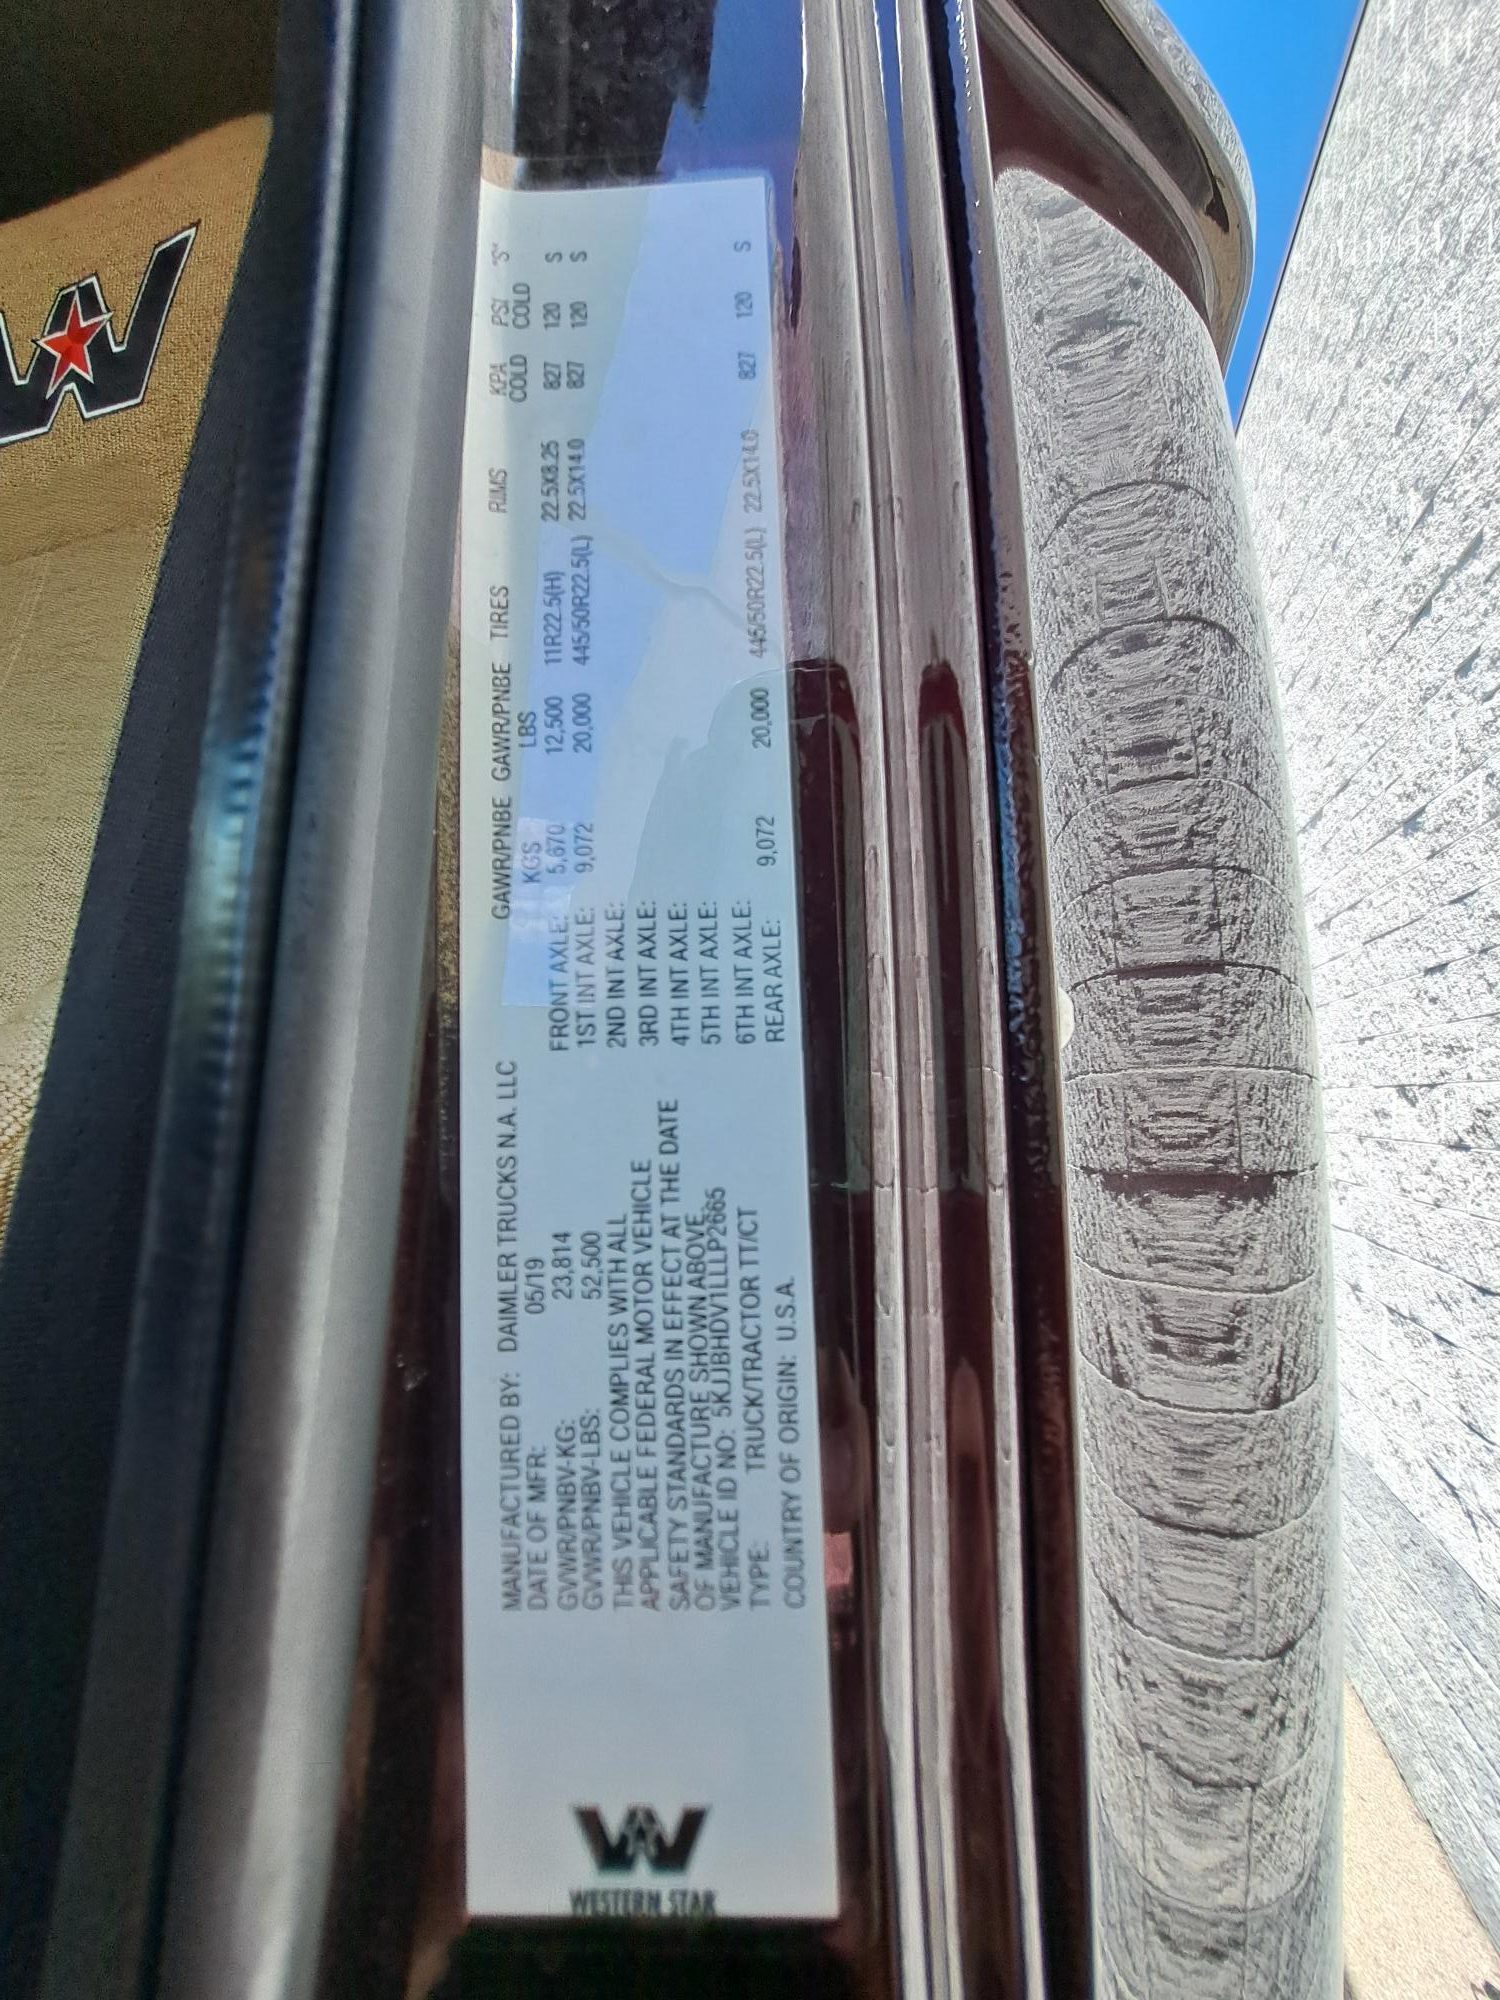 WESTERN STAR
MANUFACTURED BY: DAIMLER TRUCKS N.A. LLC
DATE OF MFR: 05/19
GVWR/PNBV-KG: 23,814
GVWR/PNBV-LBS: 52,500
THIS VEHICLE COMPLIES WITH ALL
APPLICABLE FEDERAL MOTOR VEHICLE
SAFETY STANDARDS IN EFFECT AT THE DATE
OF MANUFACTURE SHOWN ABOVE.
VEHICLE ID NO: 5KJJBHDV1LLLP2665
TYPE: TRUCK/TRACTOR TT/CT
COUNTRY OF ORIGIN: U.S.A.
GAWR/PNBE GAWR/PNBE TIRES RIMS KPA PSI "S"
KGS LBS COLD COLD
FRONT AXLE: 5,670 12,500 11R22.5(H) 22.5X8.25 827 120 S
1ST INT AXLE: 9,072 20,000 445/50R22.5(L) 22.5X14.0 827 120 S
2ND INT AXLE:
3RD INT AXLE:
4TH INT AXLE:
5TH INT AXLE:
6TH INT AXLE:
REAR AXLE: 9,072 20,000 445/50R22.5(L) 22.5X14.0 827 120 S